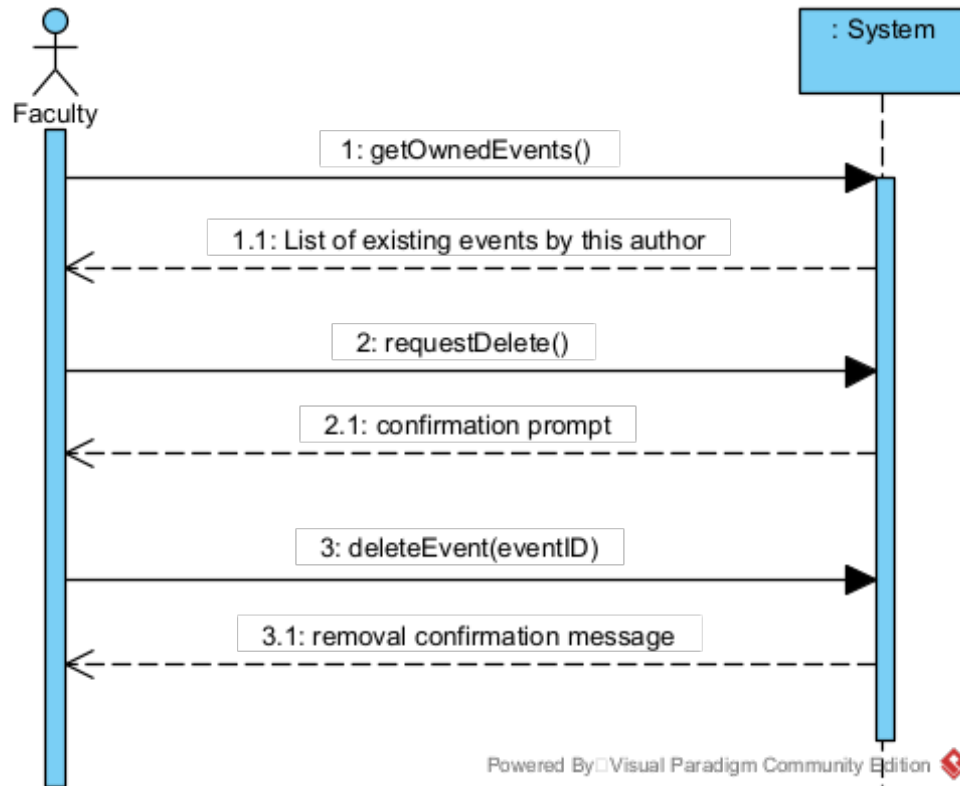 : System
Faculty
1: getOwnedEvents()
1.1: List of existing events by this author
2: requestDelete()
2.1: confirmation prompt
3: deleteEvent(eventID)
3.1: removal confirmation message
Powered By□Visual Paradigm Community Edition